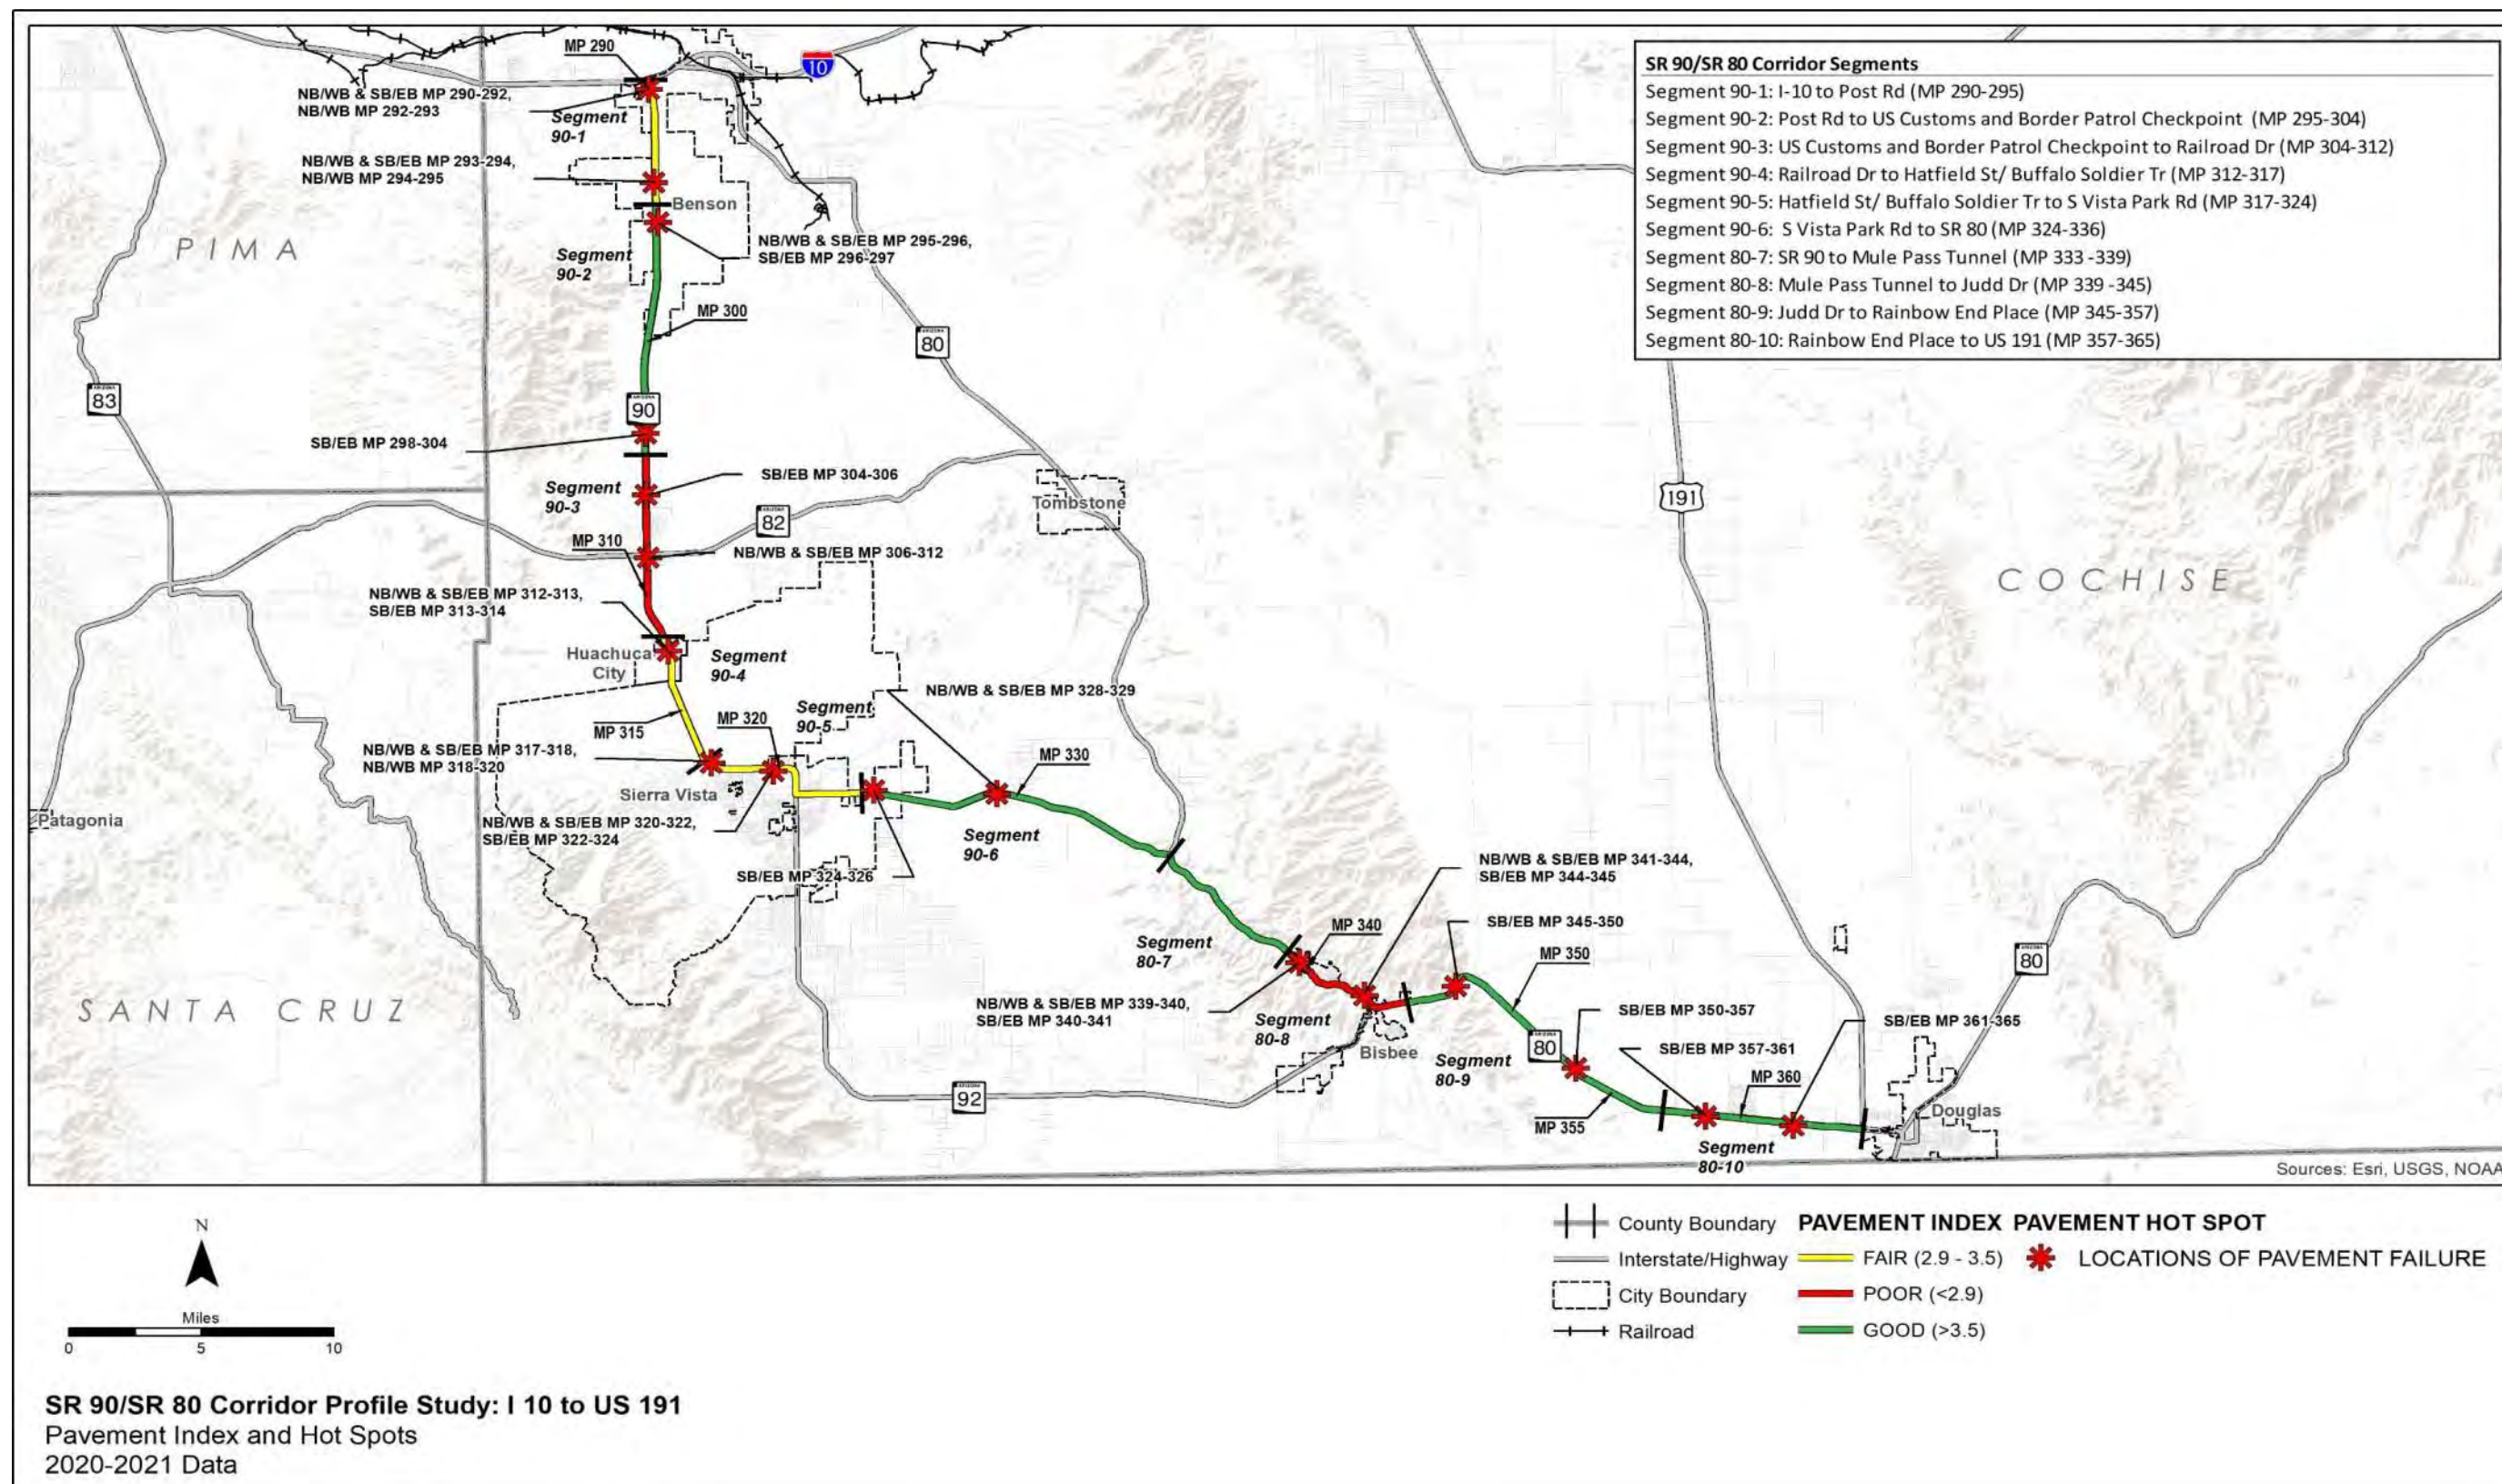 SR 90/SR 80 Corridor Segments
Segment 90-1: I-10 to Post Rd (MP 290-295)
Segment 90-2: Post Rd to US Customs and Border Patrol Checkpoint (MP 295-304)
Segment 90-3: US Customs and Border Patrol Checkpoint to Railroad Dr (MP 304-312)
Segment 90-4: Railroad Dr to Hatfield St/ Buffalo Soldier Tr (MP 312-317)
Segment 90-5: Hatfield St/ Buffalo Soldier Tr to S Vista Park Rd (MP 317-324)
Segment 90-6: S Vista Park Rd to SR 80 (MP 324-336)
Segment 80-7: SR 90 to Mule Pass Tunnel (MP 333 -339)
Segment 80-8: Mule Pass Tunnel to Judd Dr (MP 339 -345)
Segment 80-9: Judd Dr to Rainbow End Place (MP 345-357)
Segment 80-10: Rainbow End Place to US 191 (MP 357-365)
MP 290
10
NB/WB & SB/EB MP 290-292,
NB/WB MP 292-293
Segment
90-1
NB/WB & SB/EB MP 293-294,
NB/WB MP 294-295
Benson
PIMA
NB/WB & SB/EB MP 295-296,
SB/EB MP 296-297
Segment
90-2
MP 300
80
83
90
SB/EB MP 298-304
SB/EB MP 304-306
Segment
90-3
Tombstone
191
82
MP 310
NB/WB & SB/EB MP 306-312
COCHISE
NB/WB & SB/EB MP 312-313,
SB/EB MP 313-314
Huachuca
City
Segment
90-4
NB/WB & SB/EB MP 328-329
Segment
90-5
MP 315
MP 320
NB/WB & SB/EB MP 317-318,
NB/WB MP 318-320
MP 330
Sierra Vista
Patagonia
NB/WB & SB/EB MP 320-322,
SB/EB MP 322-324
Segment
90-6
SB/EB MP 324-326
NB/WB & SB/EB MP 341-344,
SB/EB MP 344-345
MP 340
SB/EB MP 345-350
Segment
80-7
MP 350
80
SANTA CRUZ
NB/WB & SB/EB MP 339-340,
SB/EB MP 340-341
Segment
80-8
SB/EB MP 350-357
SB/EB MP 361-365
Bisbee
Segment
80-9
80
SB/EB MP 357-361
MP 360
92
MP 355
Douglas
Segment
80-10
Sources: Esri, USGS, NOAA
N
Miles
0 5 10
County Boundary
Interstate/Highway
City Boundary
Railroad
PAVEMENT INDEX
FAIR (2.9 - 3.5)
POOR (<2.9)
GOOD (>3.5)
PAVEMENT HOT SPOT
LOCATIONS OF PAVEMENT FAILURE
SR 90/SR 80 Corridor Profile Study: I 10 to US 191
Pavement Index and Hot Spots
2020-2021 Data